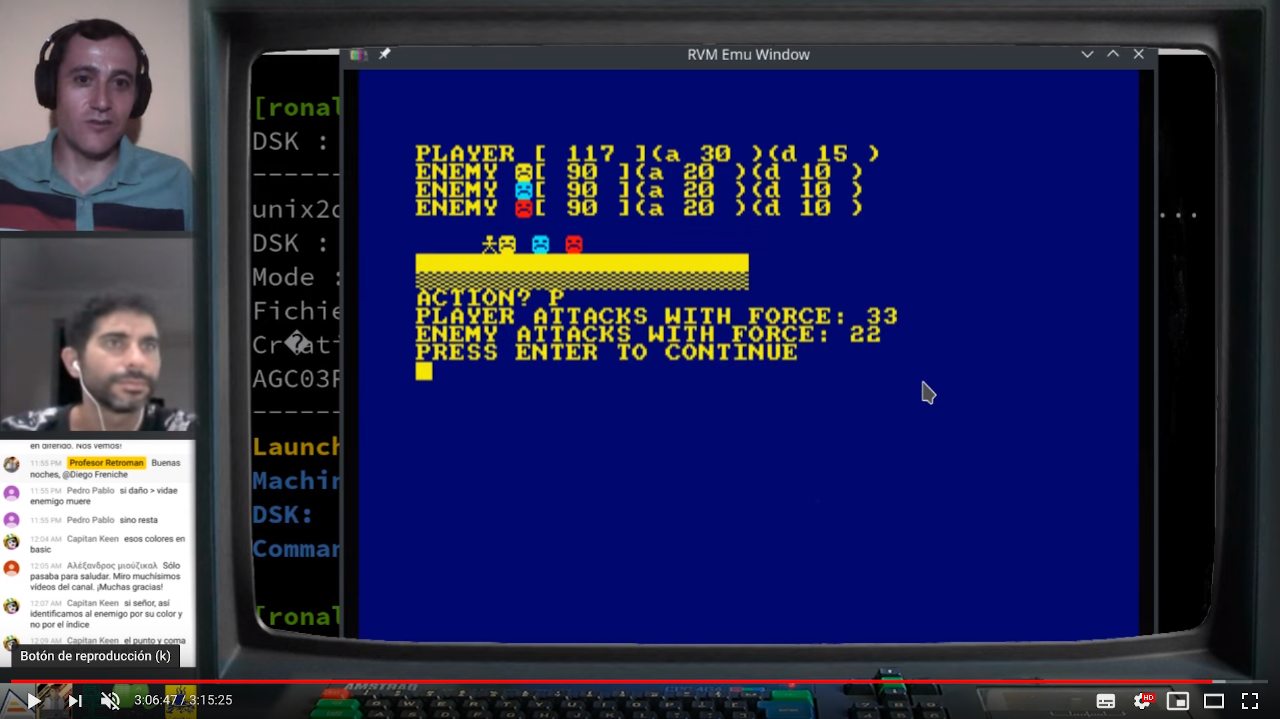 RVM Emu Window
[ronal
DSK :
unix2d
DSK :
Mode :
Fichie
Cr�ati
AGC03F
Launch
Machin
DSK:
Comman
[ronal
PLAYER [ 117 ](a 30 )(d 15 )
ENEMY [ 90 ](a 20 )(d 10 )
ENEMY [ 90 ](a 20 )(d 10 )
ENEMY [ 90 ](a 20 )(d 10 )
ACTION? P
PLAYER ATTACKS WITH FORCE: 33
ENEMY ATTACKS WITH FORCE: 22
PRESS ENTER TO CONTINUE
en diferido. Nos vemos!
11:55 PM Profesor Retroman Buenas
noches, @Diego Freniche
11:55 PM Pedro Pablo si daño > vidae
enemigo muere
11:55 PM Pedro Pablo sino resta
12:04 AM Capitan Keen esos colores en
basic
12:05 AM Αλέξανδρος μιούζικαλ Sólo
pasaba para saludar. Miro muchísimos
vídeos del canal. ¡Muchas gracias!
12:07 AM Capitan Keen si señor, así
identificamos al enemigo por su color y
no por el índice
12:09 AM Capitan Keen el punto y coma
Botón de reproducción (k)
3:06:47 / 3:15:25
HD
AMSTRAD